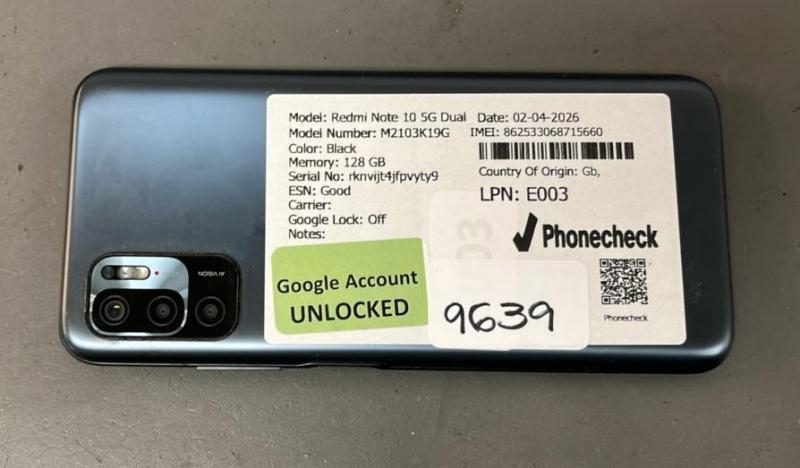 Model: Redmi Note 10 5G Dual
Model Number: M2103K19G
Color: Black
Memory: 128 GB
Serial No: rknvijt4jfpvyty9
ESN: Good
Carrier:
Google Lock: Off
Notes:
Date: 02-04-2026
IMEI: 862533068715660
Country Of Origin: Gb,
LPN: E003
Phonecheck
Phonecheck
Google Account
UNLOCKED
9639
AI VISION